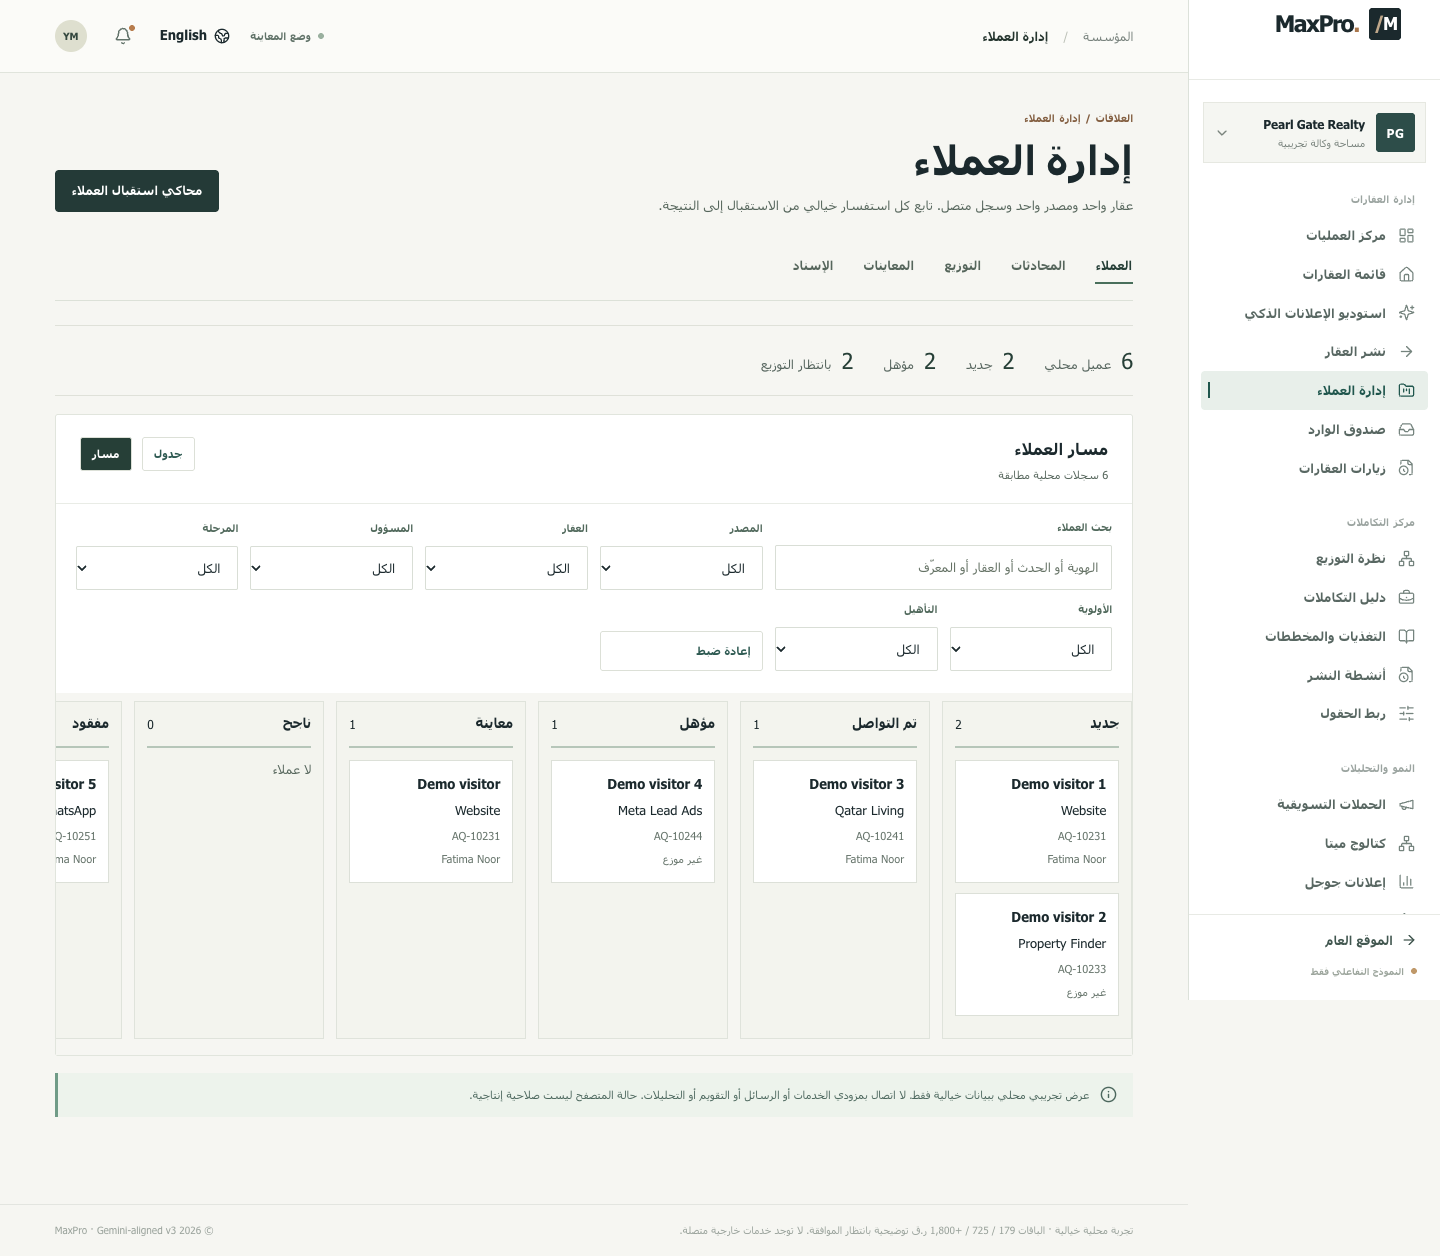 MaxPro.
/M
Pearl Gate Realty
مساحة وكالة تجريبية
PG
إدارة العقارات
مركز العمليات
قائمة العقارات
استوديو الإعلانات الذكي
نشر العقار
إدارة العملاء
صندوق الوارد
زيارات العقارات
مركز التكاملات
نظرة التوزيع
دليل التكاملات
التغذيات والمخططات
أنشطة النشر
ربط الحقول
النمو والتحليلات
الحملات التسويقية
كتالوج ميتا
إعلانات جوجل
الموقع العام
النموذج التفاعلي فقط
المؤسسة / إدارة العملاء
وضع المعاينة
English
YM
العلاقات / إدارة العملاء
إدارة العملاء
عقار واحد ومصدر واحد وسجل متصل. تابع كل استفسار خيالي من الاستقبال إلى النتيجة.
محاكي استقبال العملاء
العملاء المحادثات التوزيع المعاينات الإسناد
6 عميل محلي 2 جديد 2 مؤهل 2 بانتظار التوزيع
مسار العملاء
6 سجلات محلية مطابقة
جدول مسار
بحث العملاء المصدر العقار المسؤول المرحلة
الهوية أو الحدث أو العقار أو المعرّف الكل الكل الكل الكل
الأولوية التأهيل
الكل الكل إعادة ضبط
جديد 2
Demo visitor 1
Website
AQ-10231
Fatima Noor
Demo visitor 2
Property Finder
AQ-10233
غير موزع
تم التواصل 1
Demo visitor 3
Qatar Living
AQ-10241
Fatima Noor
مؤهل 1
Demo visitor 4
Meta Lead Ads
AQ-10244
غير موزع
معاينة 1
Demo visitor
Website
AQ-10231
Fatima Noor
ناجح 0
لا عملاء
مفقود
sitor 5
atsApp
Q-10251
ma Noor
عرض تجريبي محلي ببيانات خيالية فقط. لا اتصال بمزودي الخدمات أو الرسائل أو التقويم أو التحليلات. حالة المتصفح ليست صلاحية إنتاجية.
تجربة محلية خيالية · الباقات 179 / 725 / +1,800 ر.ق توضيحية بانتظار الموافقة. لا توجد خدمات خارجية متصلة.
MaxPro · Gemini-aligned v3 2026 ©